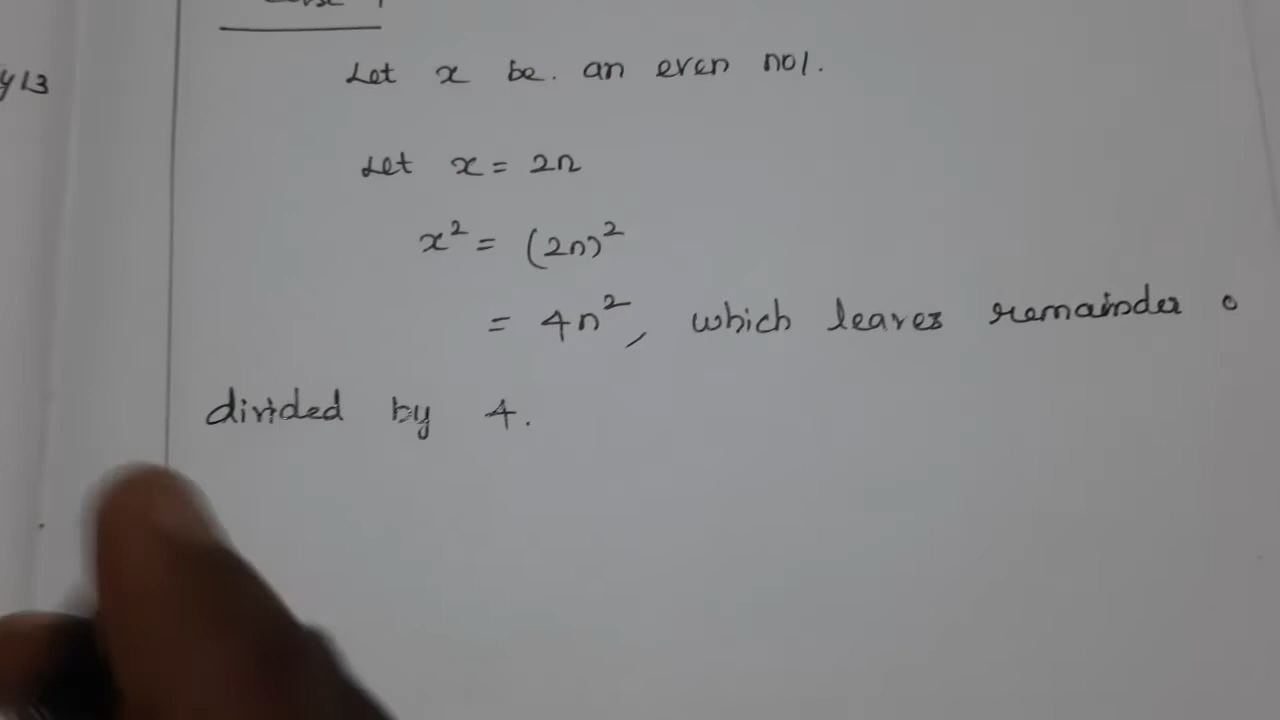 Let x be. an even no/.
Let x = 2n
x² = (2n)²
= 4n², which leaves remainder 0
divided by 4.